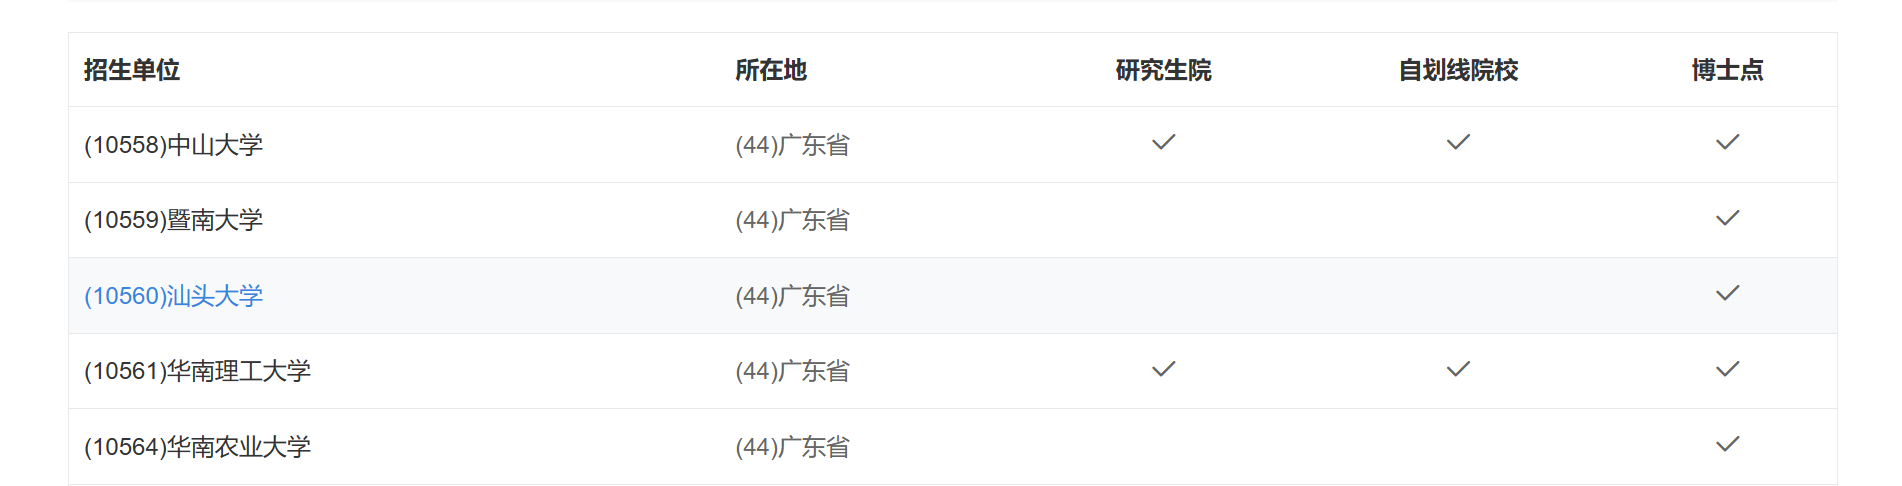 招生单位 所在地 研究生院 自划线院校 博士点
(10558)中山大学 (44)广东省 ✓ ✓ ✓
(10559)暨南大学 (44)广东省 ✓
(10560)汕头大学 (44)广东省 ✓
(10561)华南理工大学 (44)广东省 ✓ ✓ ✓
(10564)华南农业大学 (44)广东省 ✓